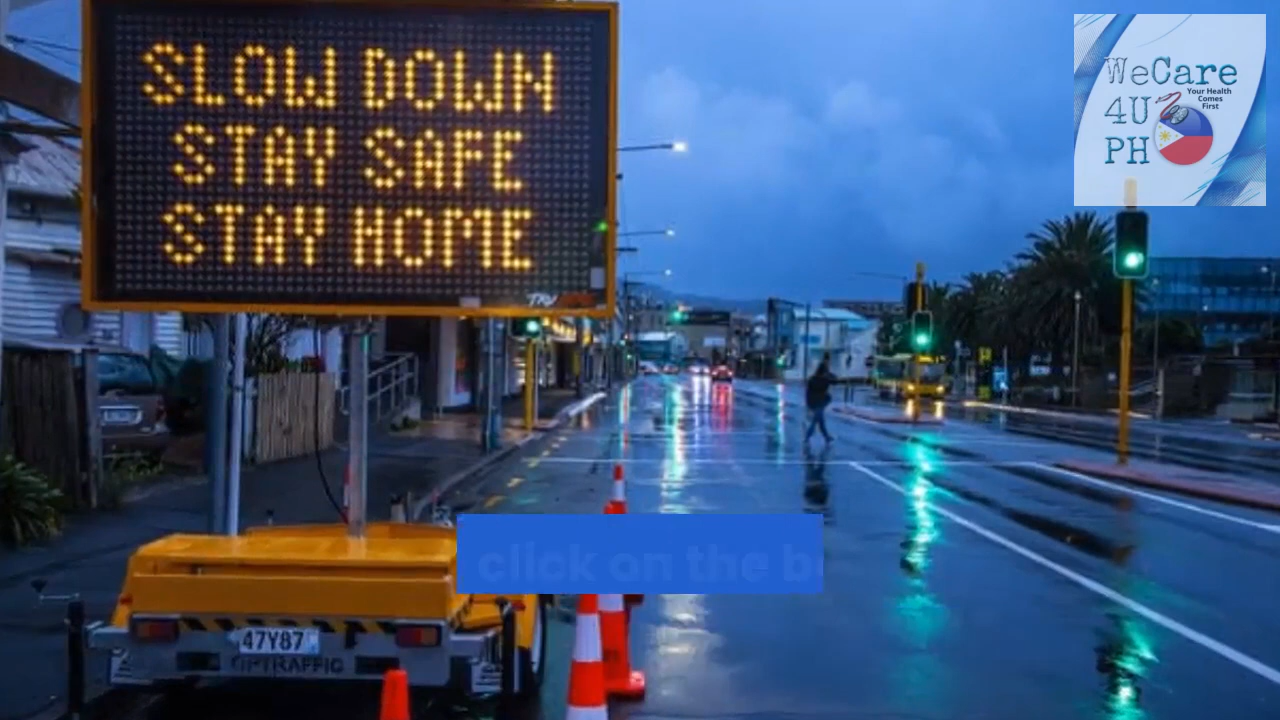 SLOW DOWN
STAY SAFE
STAY HOME
WeCare
4U
PH
Your Health
Comes
First
click on the b
47Y87